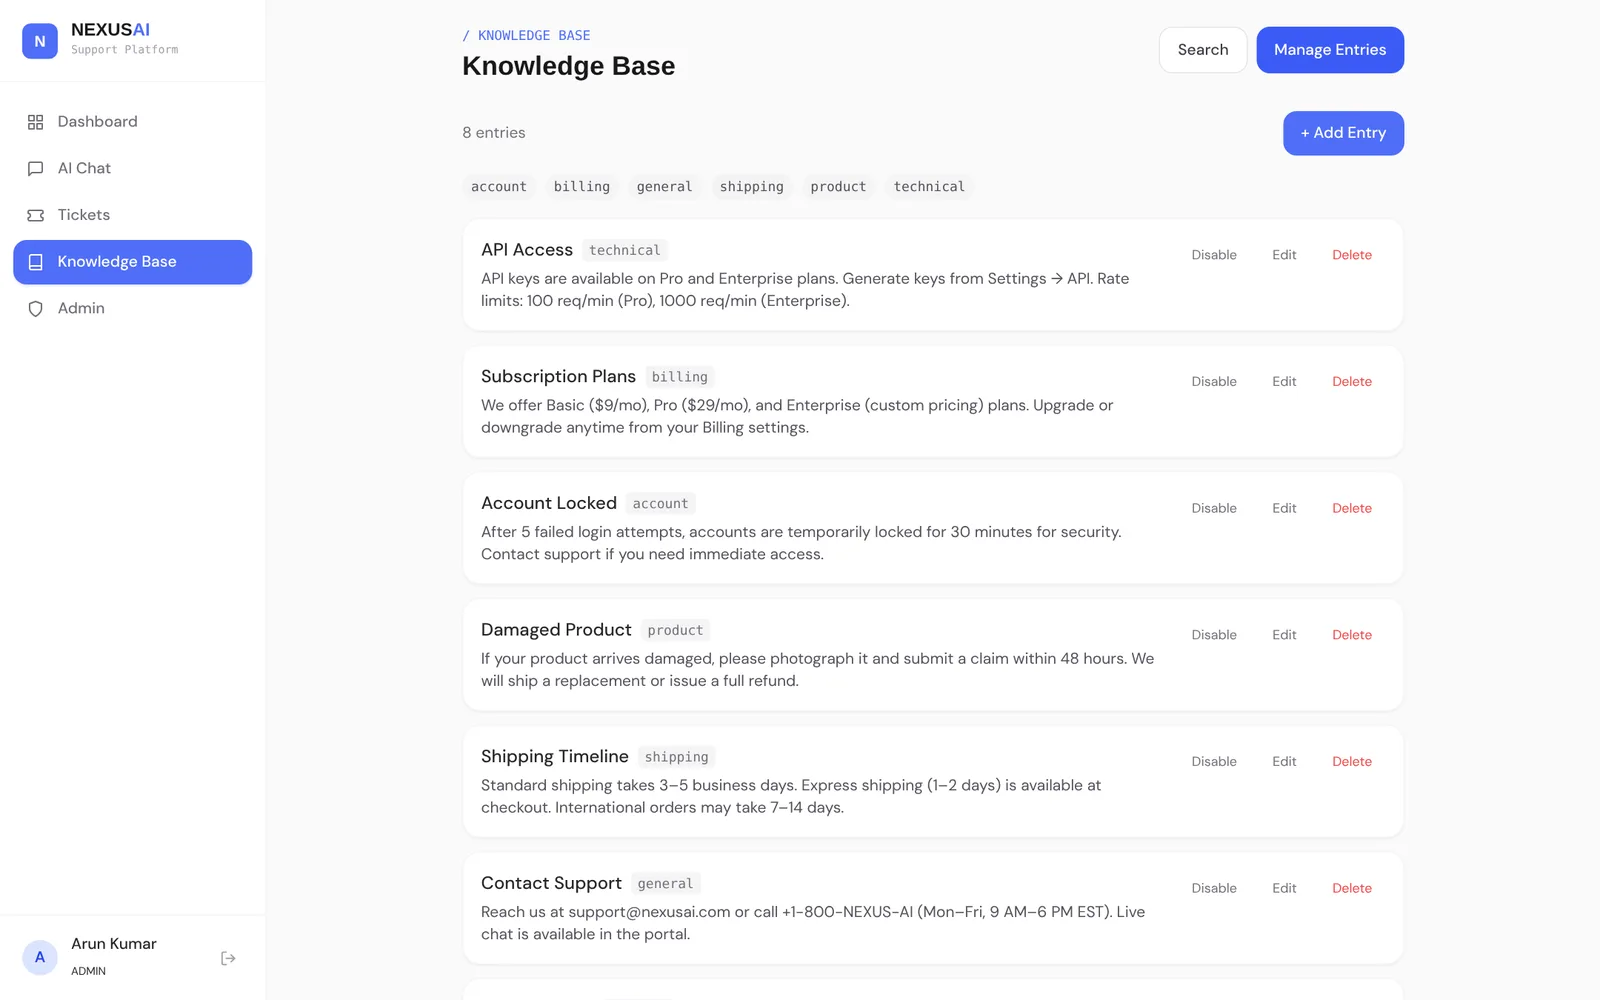 N
NEXUSAI
Support Platform
Dashboard
AI Chat
Tickets
Knowledge Base
Admin
A
Arun Kumar
ADMIN
/ KNOWLEDGE BASE
Knowledge Base
Search
Manage Entries
8 entries
+ Add Entry
account billing general shipping product technical
API Access technical
Disable Edit Delete
API keys are available on Pro and Enterprise plans. Generate keys from Settings → API. Rate
limits: 100 req/min (Pro), 1000 req/min (Enterprise).
Subscription Plans billing
Disable Edit Delete
We offer Basic ($9/mo), Pro ($29/mo), and Enterprise (custom pricing) plans. Upgrade or
downgrade anytime from your Billing settings.
Account Locked account
Disable Edit Delete
After 5 failed login attempts, accounts are temporarily locked for 30 minutes for security.
Contact support if you need immediate access.
Damaged Product product
Disable Edit Delete
If your product arrives damaged, please photograph it and submit a claim within 48 hours. We
will ship a replacement or issue a full refund.
Shipping Timeline shipping
Disable Edit Delete
Standard shipping takes 3–5 business days. Express shipping (1–2 days) is available at
checkout. International orders may take 7–14 days.
Contact Support general
Disable Edit Delete
Reach us at support@nexusai.com or call +1-800-NEXUS-AI (Mon–Fri, 9 AM–6 PM EST). Live
chat is available in the portal.